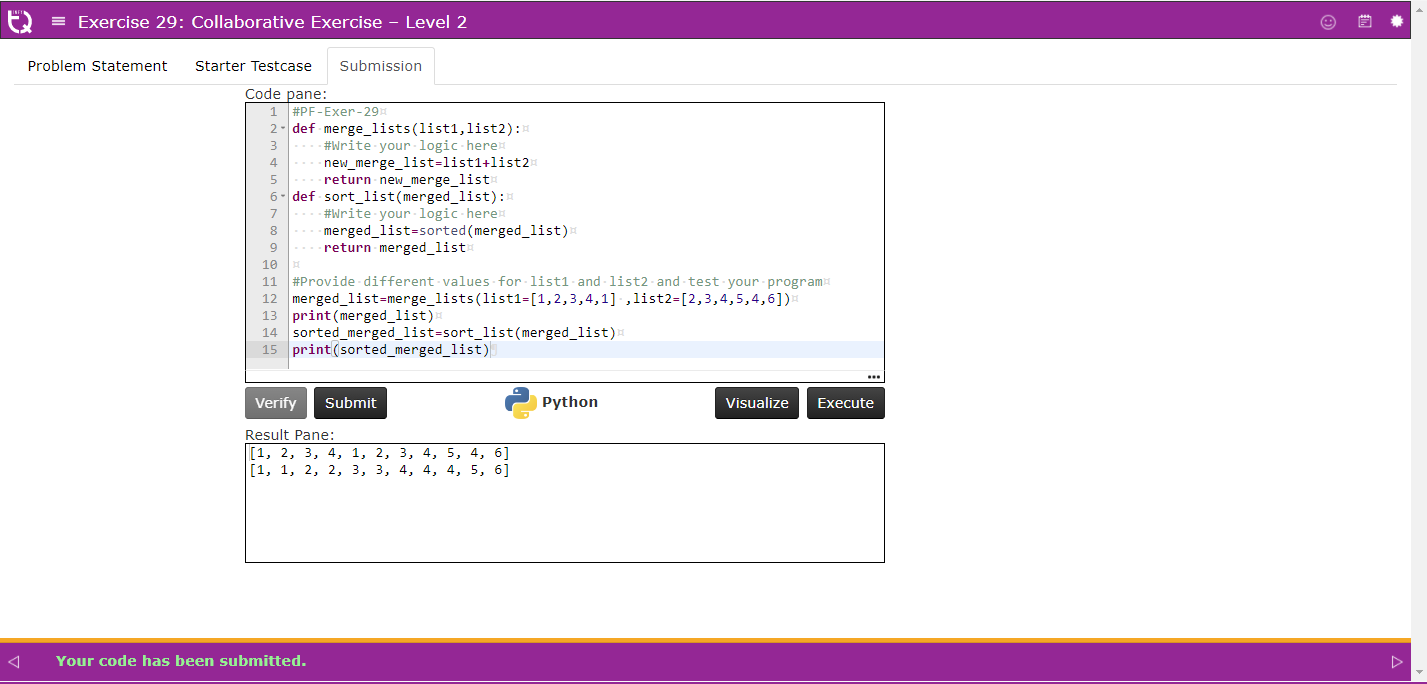 Exercise 29: Collaborative Exercise – Level 2
Problem Statement Starter Testcase Submission
Code pane:
1 #PF-Exer-29
2 def merge_lists(list1,list2):
3 #Write your logic here
4 new_merge_list=list1+list2
5 return new_merge_list
6 def sort_list(merged_list):
7 #Write your logic here
8 merged_list=sorted(merged_list)
9 return merged_list
10
11 #Provide different values for list1 and list2 and test your program
12 merged_list=merge_lists(list1=[1,2,3,4,1] ,list2=[2,3,4,5,4,6])
13 print(merged_list)
14 sorted_merged_list=sort_list(merged_list)
15 print(sorted_merged_list)
Verify Submit Python Visualize Execute
Result Pane:
[1, 2, 3, 4, 1, 2, 3, 4, 5, 4, 6]
[1, 1, 2, 2, 3, 3, 4, 4, 4, 5, 6]
Your code has been submitted.